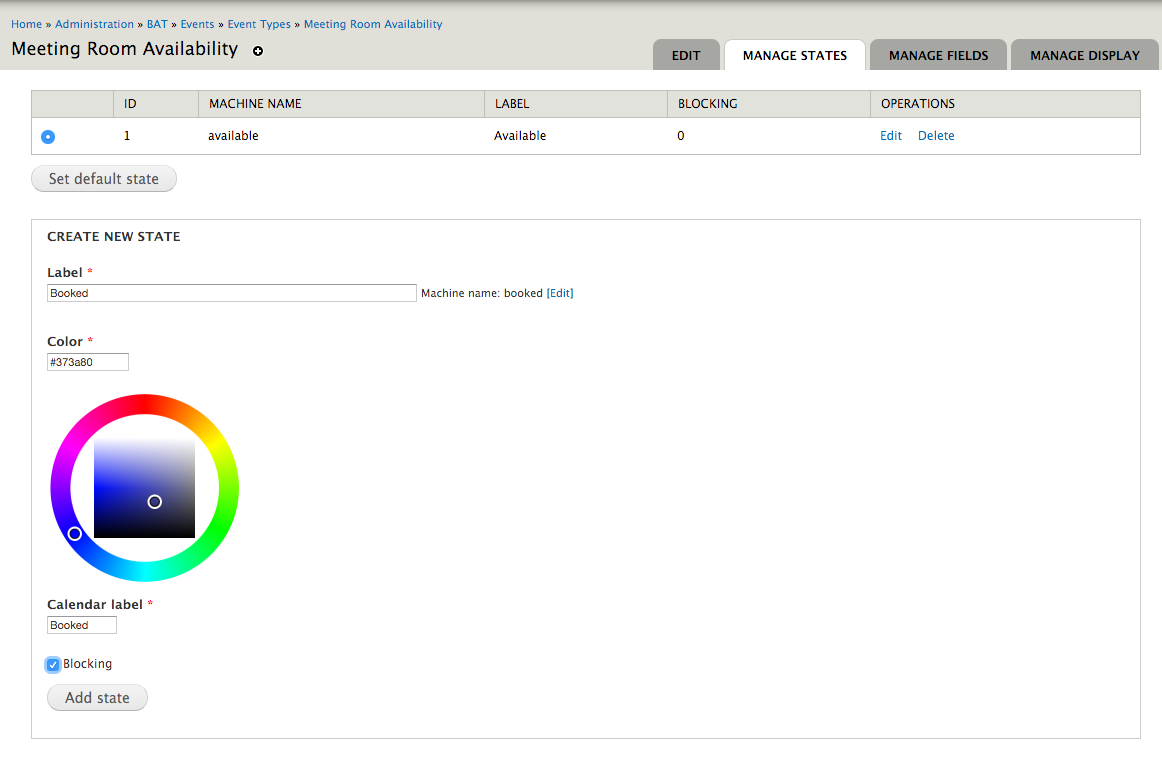 Home » Administration » BAT » Events » Event Types » Meeting Room Availability
Meeting Room Availability
EDIT MANAGE STATES MANAGE FIELDS MANAGE DISPLAY
ID MACHINE NAME LABEL BLOCKING OPERATIONS
1 available Available 0 Edit Delete
Set default state
CREATE NEW STATE
Label *
Booked Machine name: booked [Edit]
Color *
#373a80
Calendar label *
Booked
Blocking
Add state